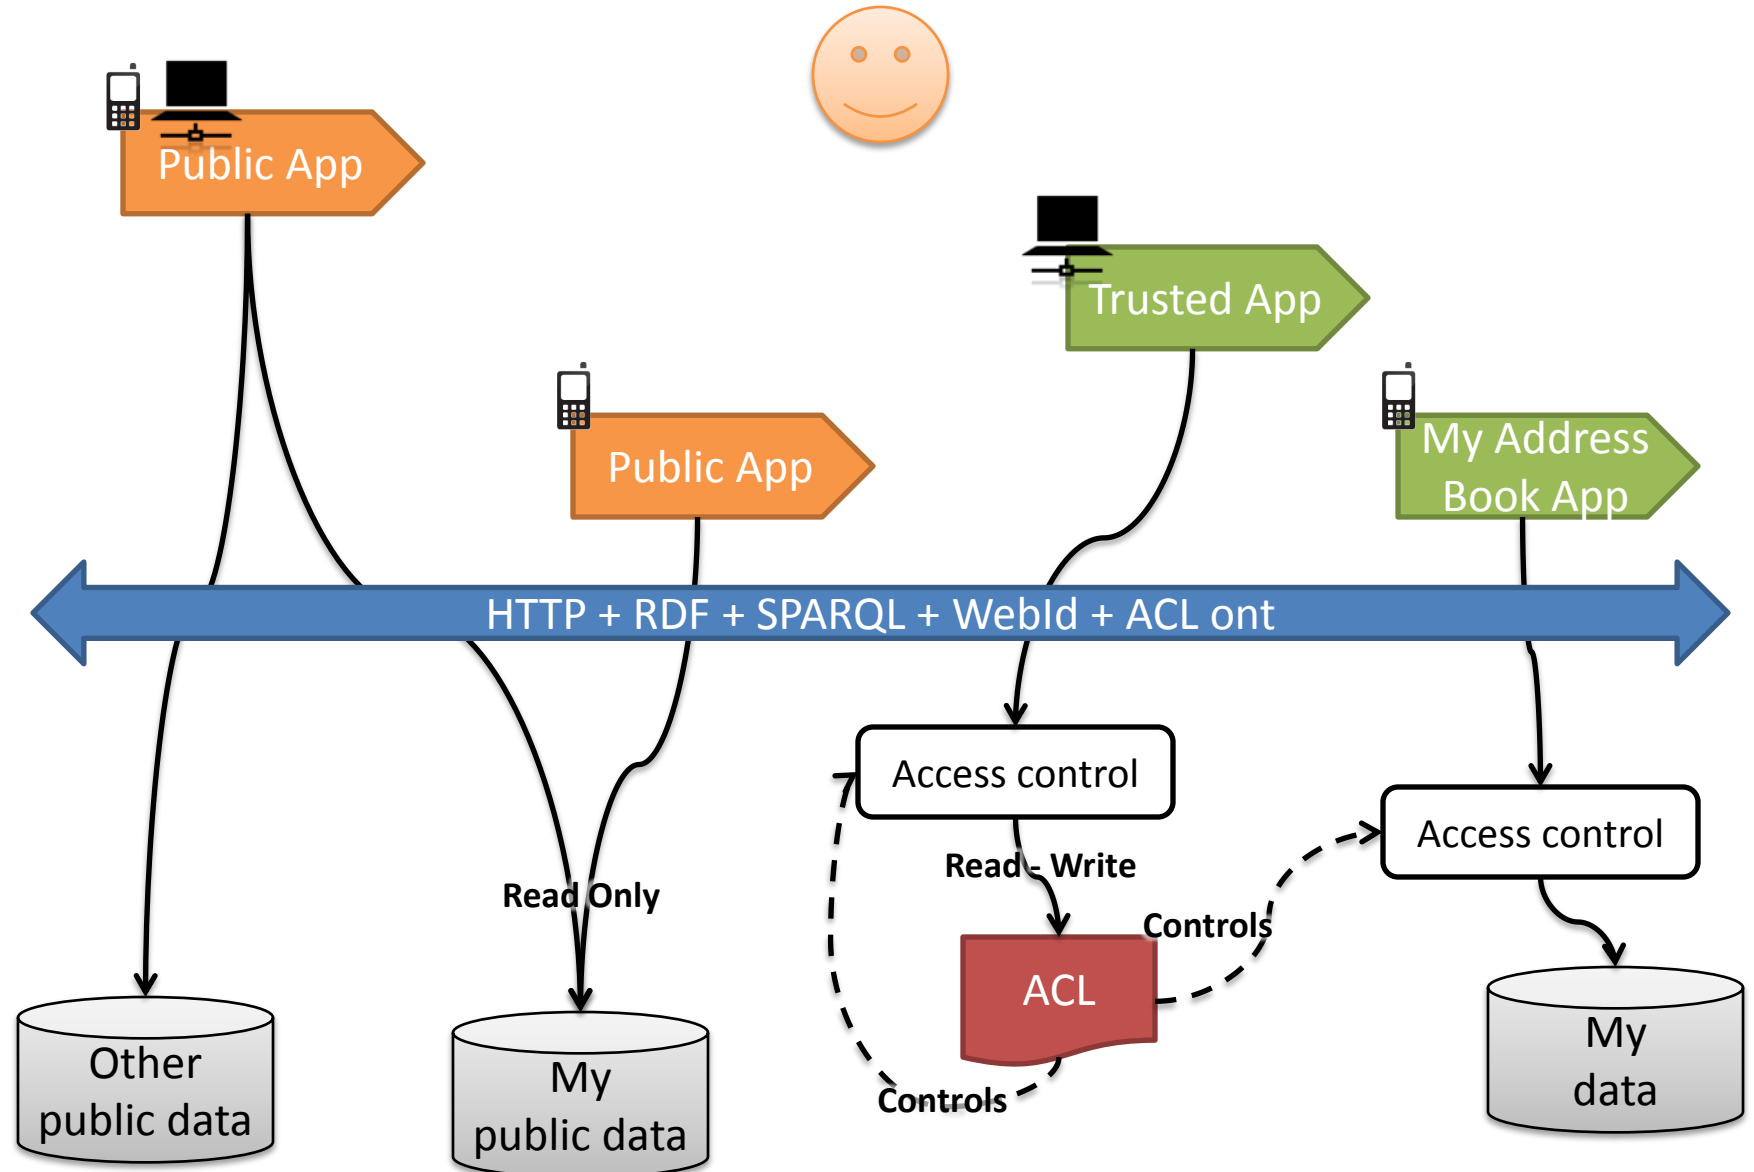 Public App
Trusted App
Public App
My Address
Book App
HTTP + RDF + SPARQL + WebId + ACL ont
Access control
Access control
Read - Write
Read Only
Controls
ACL
Other
public data
My
public data
Controls
My
data